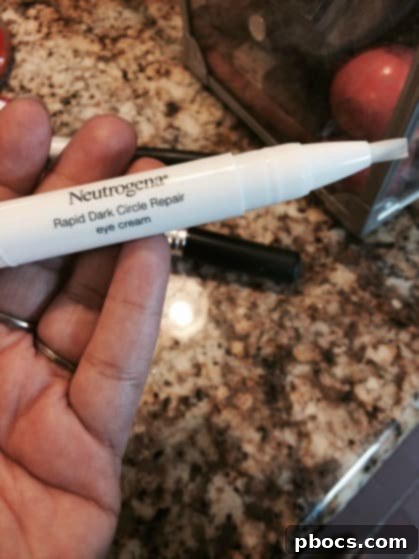 Neutrogena®
Rapid Dark Circle Repair
eye cream
pbocs.com